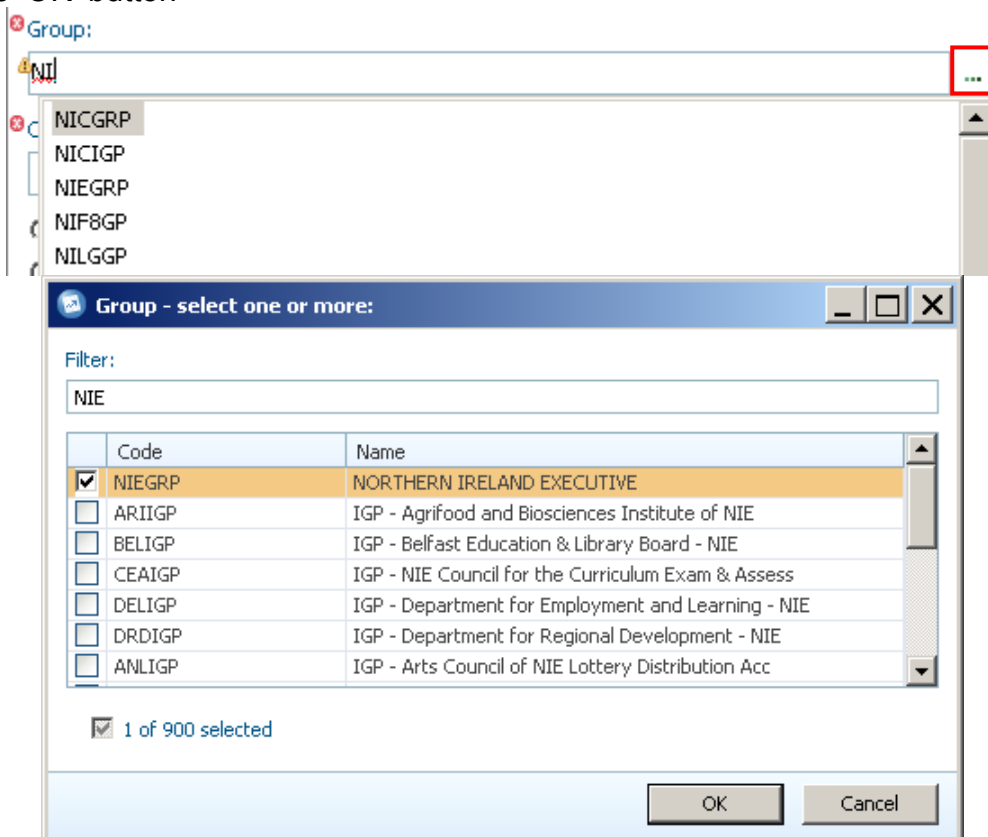 Group:
NI
...
NICGRP
NICIGP
NIEGRP
NIF8GP
NILGGP
Group - select one or more:
Filter:
NIE
Code Name
NIEGRP NORTHERN IRELAND EXECUTIVE
ARIIGP IGP - Agrifood and Biosciences Institute of NIE
BELIGP IGP - Belfast Education & Library Board - NIE
CEAIGP IGP - NIE Council for the Curriculum Exam & Assess
DELIGP IGP - Department for Employment and Learning - NIE
DRDIGP IGP - Department for Regional Development - NIE
ANLIGP IGP - Arts Council of NIE Lottery Distribution Acc
1 of 900 selected
OK Cancel